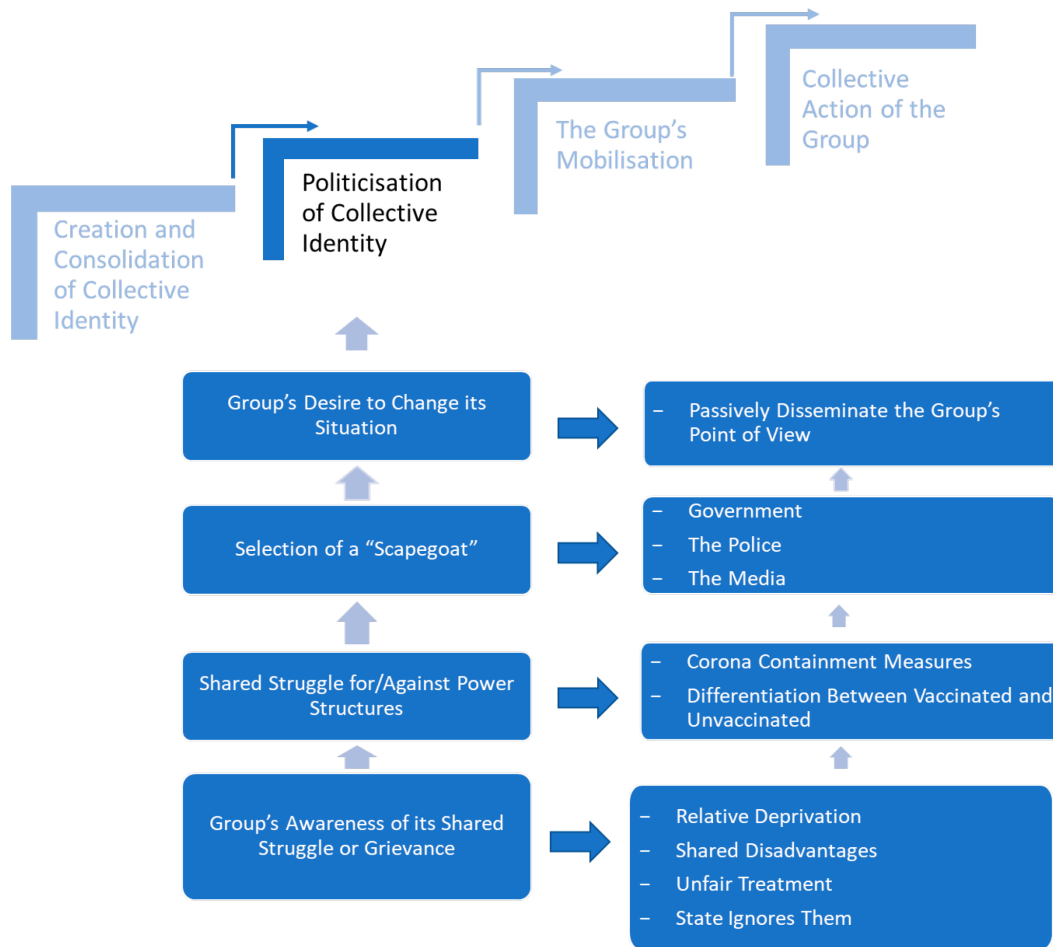 Creation and
Consolidation
of Collective
Identity
Politicisation
of Collective
Identity
The Group's
Mobilisation
Collective
Action of the
Group
Group's Desire to Change its
Situation
– Passively Disseminate the Group's
Point of View
Selection of a “Scapegoat”
– Government
– The Police
– The Media
Shared Struggle for/Against Power
Structures
– Corona Containment Measures
– Differentiation Between Vaccinated and
Unvaccinated
Group's Awareness of its Shared
Struggle or Grievance
– Relative Deprivation
– Shared Disadvantages
– Unfair Treatment
– State Ignores Them